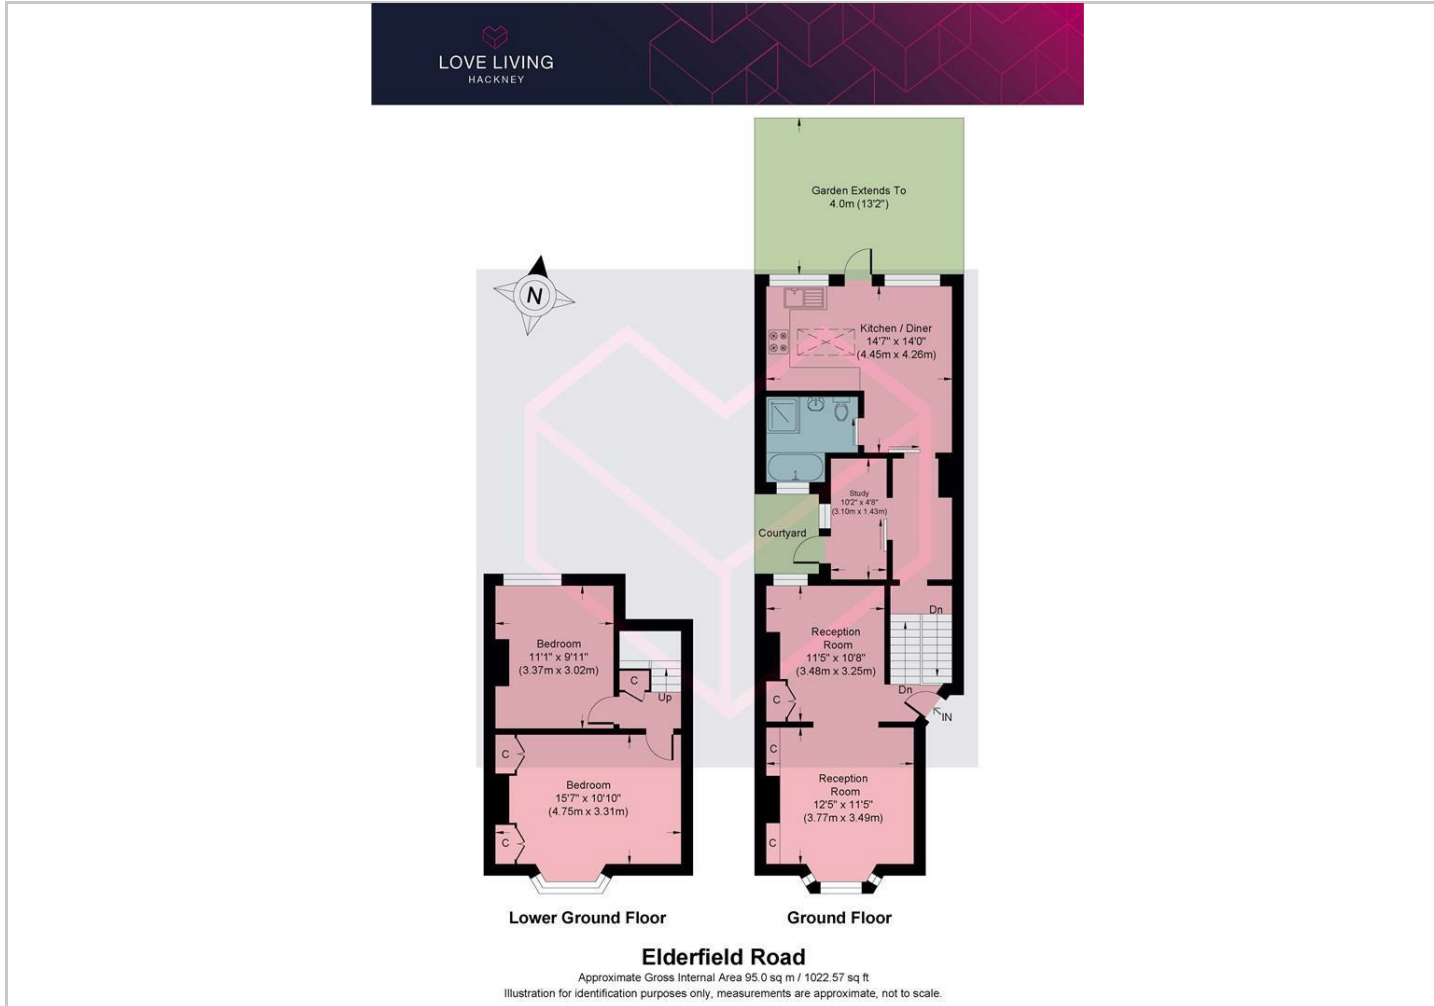 LOVE LIVING
HACKNEY
Garden Extends To
4.0m (13'2")
N
Kitchen / Diner
14'7" x 14'0"
(4.45m x 4.26m)
Study
10'2" x 4'8"
(3.10m x 1.43m)
Courtyard
Dn
Reception
Room
11'5" x 10'8"
(3.48m x 3.25m)
C
Dn
IN
Bedroom
11'1" x 9'11"
(3.37m x 3.02m)
C
Up
C
Bedroom
15'7" x 10'10"
(4.75m x 3.31m)
C
C
Reception
Room
12'5" x 11'5"
(3.77m x 3.49m)
C
Lower Ground Floor
Ground Floor
Elderfield Road
Approximate Gross Internal Area 95.0 sq m / 1022.57 sq ft
Illustration for identification purposes only, measurements are approximate, not to scale.